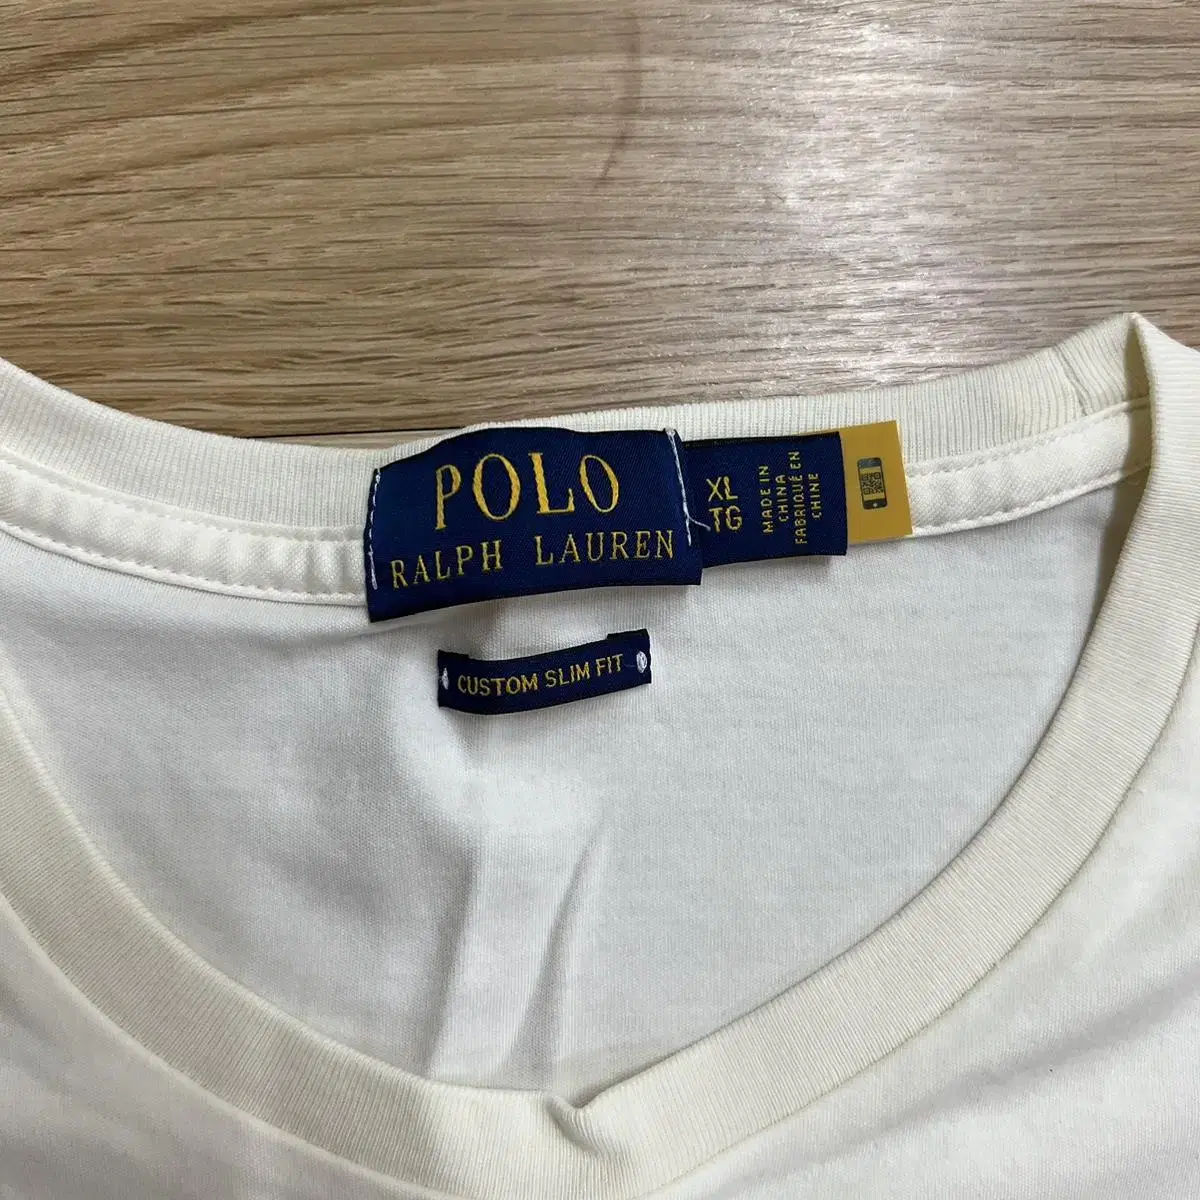 POLO
RALPH LAUREN
XL
TG
MADE IN
CHINA
FABRIQUÉ EN
CHINE
CUSTOM SLIM FIT